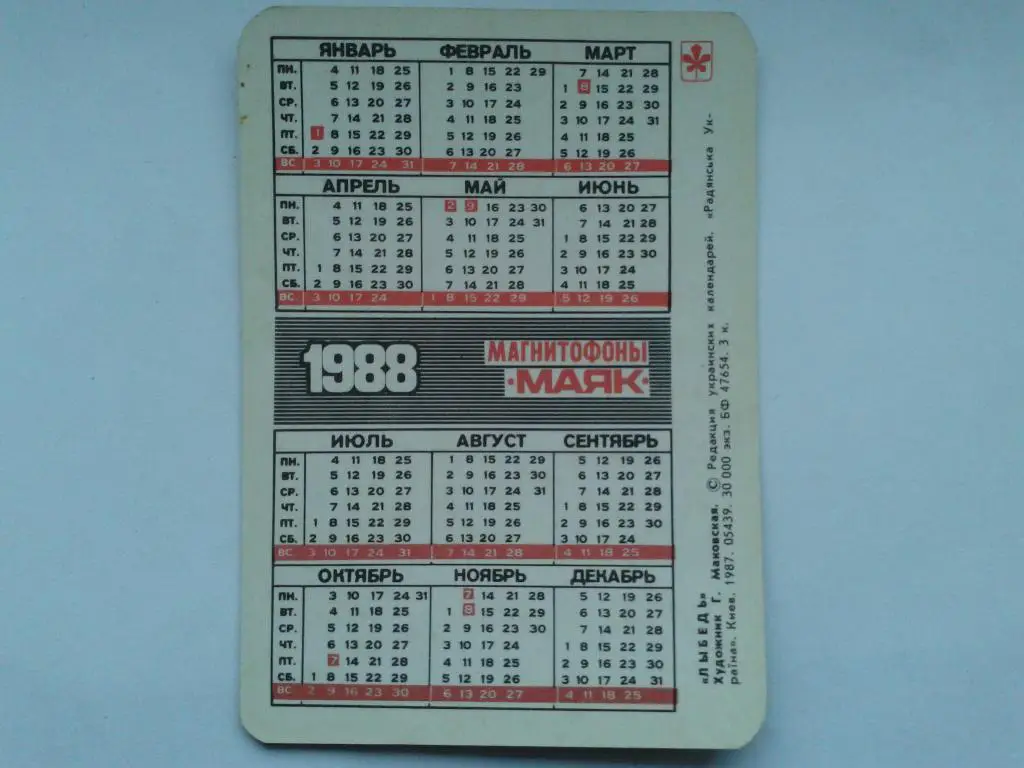 ЯНВАРЬ ФЕВРАЛЬ МАРТ
ПН. 4 11 18 25 1 8 15 22 29 7 14 21 28
ВТ. 5 12 19 26 2 9 16 23 1 8 15 22 29
СР. 6 13 20 27 3 10 17 24 2 9 16 23 30
ЧТ. 7 14 21 28 4 11 18 25 3 10 17 24 31
ПТ. 1 8 15 22 29 5 12 19 26 4 11 18 25
СБ. 2 9 16 23 30 6 13 20 27 5 12 19 26
ВС 3 10 17 24 31 7 14 21 28 6 13 20 27
АПРЕЛЬ МАЙ ИЮНЬ
ПН. 4 11 18 25 2 9 16 23 30 6 13 20 27
ВТ. 5 12 19 26 3 10 17 24 31 7 14 21 28
СР. 6 13 20 27 4 11 18 25 1 8 15 22 29
ЧТ. 7 14 21 28 5 12 19 26 2 9 16 23 30
ПТ. 1 8 15 22 29 6 13 20 27 3 10 17 24
СБ. 2 9 16 23 30 7 14 21 28 4 11 18 25
ВС. 3 10 17 24 1 8 15 22 29 5 12 19 26
1988 МАГНИТОФОНЫ
·МАЯК·
ИЮЛЬ АВГУСТ СЕНТЯБРЬ
ПН. 4 11 18 25 1 8 15 22 29 5 12 19 26
ВТ. 5 12 19 26 2 9 16 23 30 6 13 20 27
СР. 6 13 20 27 3 10 17 24 31 7 14 21 28
ЧТ. 7 14 21 28 4 11 18 25 1 8 15 22 29
ПТ. 1 8 15 22 29 5 12 19 26 2 9 16 23 30
СБ. 2 9 16 23 30 6 13 20 27 3 10 17 24
ВС. 3 10 17 24 31 7 14 21 28 4 11 18 25
ОКТЯБРЬ НОЯБРЬ ДЕКАБРЬ
ПН. 3 10 17 24 31 7 14 21 28 5 12 19 26
ВТ. 4 11 18 25 1 8 15 22 29 6 13 20 27
СР. 5 12 19 26 2 9 16 23 30 7 14 21 28
ЧТ. 6 13 20 27 3 10 17 24 1 8 15 22 29
ПТ. 7 14 21 28 4 11 18 25 2 9 16 23 30
СБ. 1 8 15 22 29 5 12 19 26 3 10 17 24 31
ВС 2 9 16 23 30 6 13 20 27 4 11 18 25
«ЛЫБЕДЬ»
Художник Г. Маковская. © Редакция украинских календарей. «Радянська Ук-
раїна». Киев. 1987. 05439. 30 000 экз. БФ 47654. 3 к.